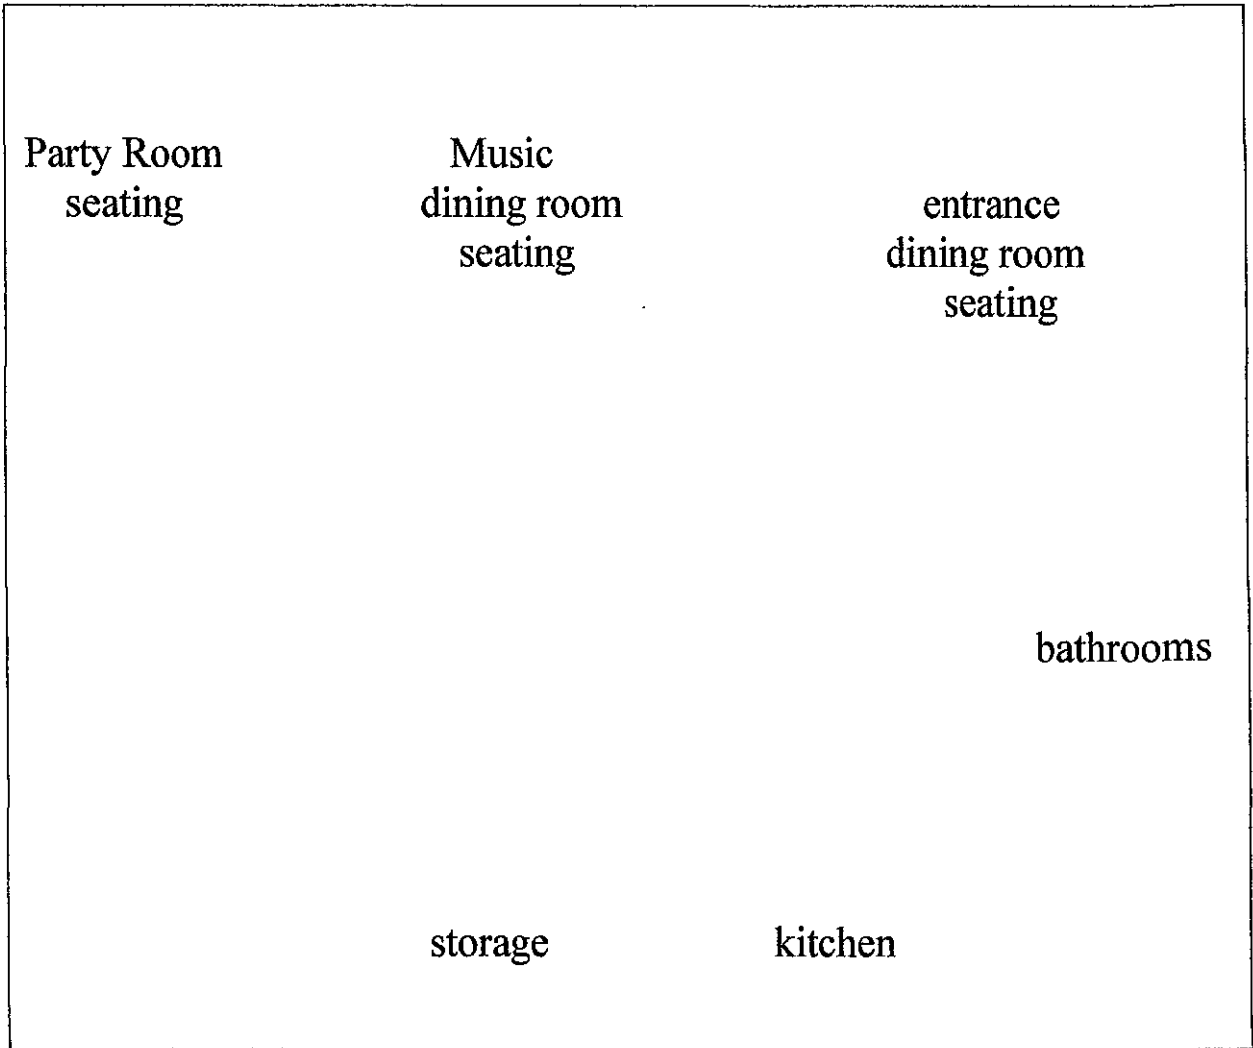 Party Room
seating
Music
dining room
seating
entrance
dining room
seating
bathrooms
storage
kitchen